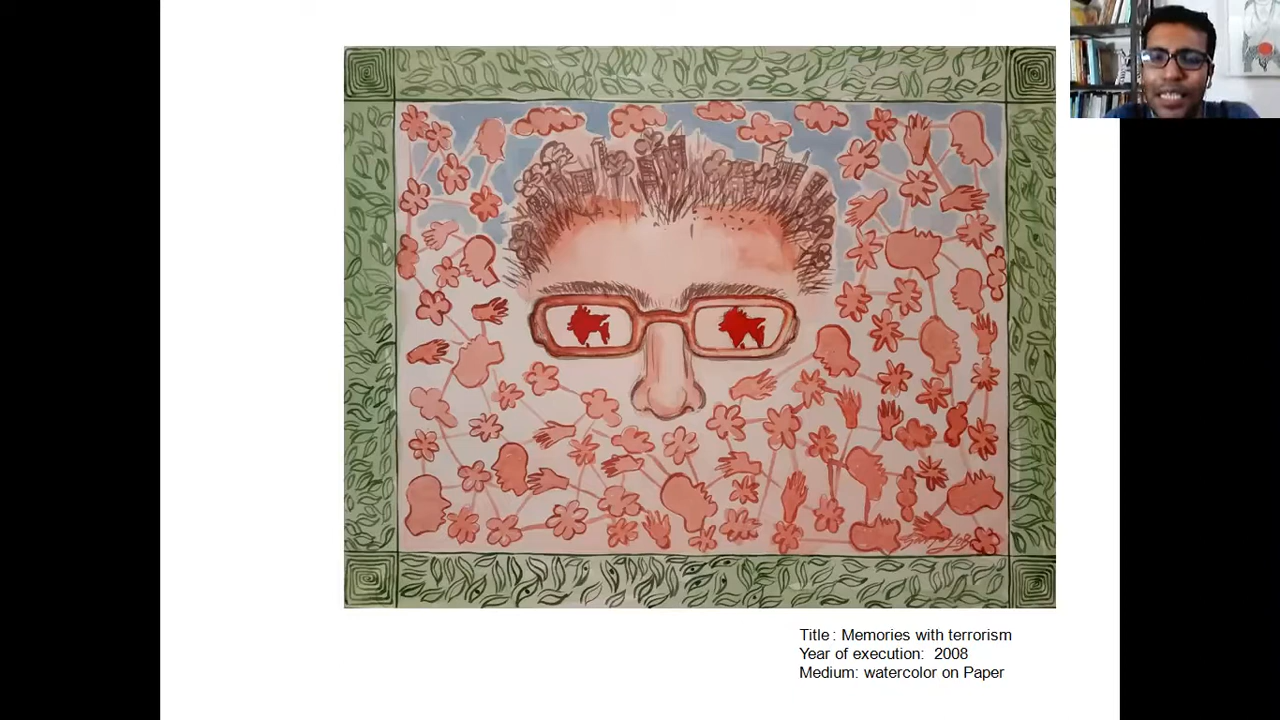 Title : Memories with terrorism
Year of execution:  2008
Medium: watercolor on Paper